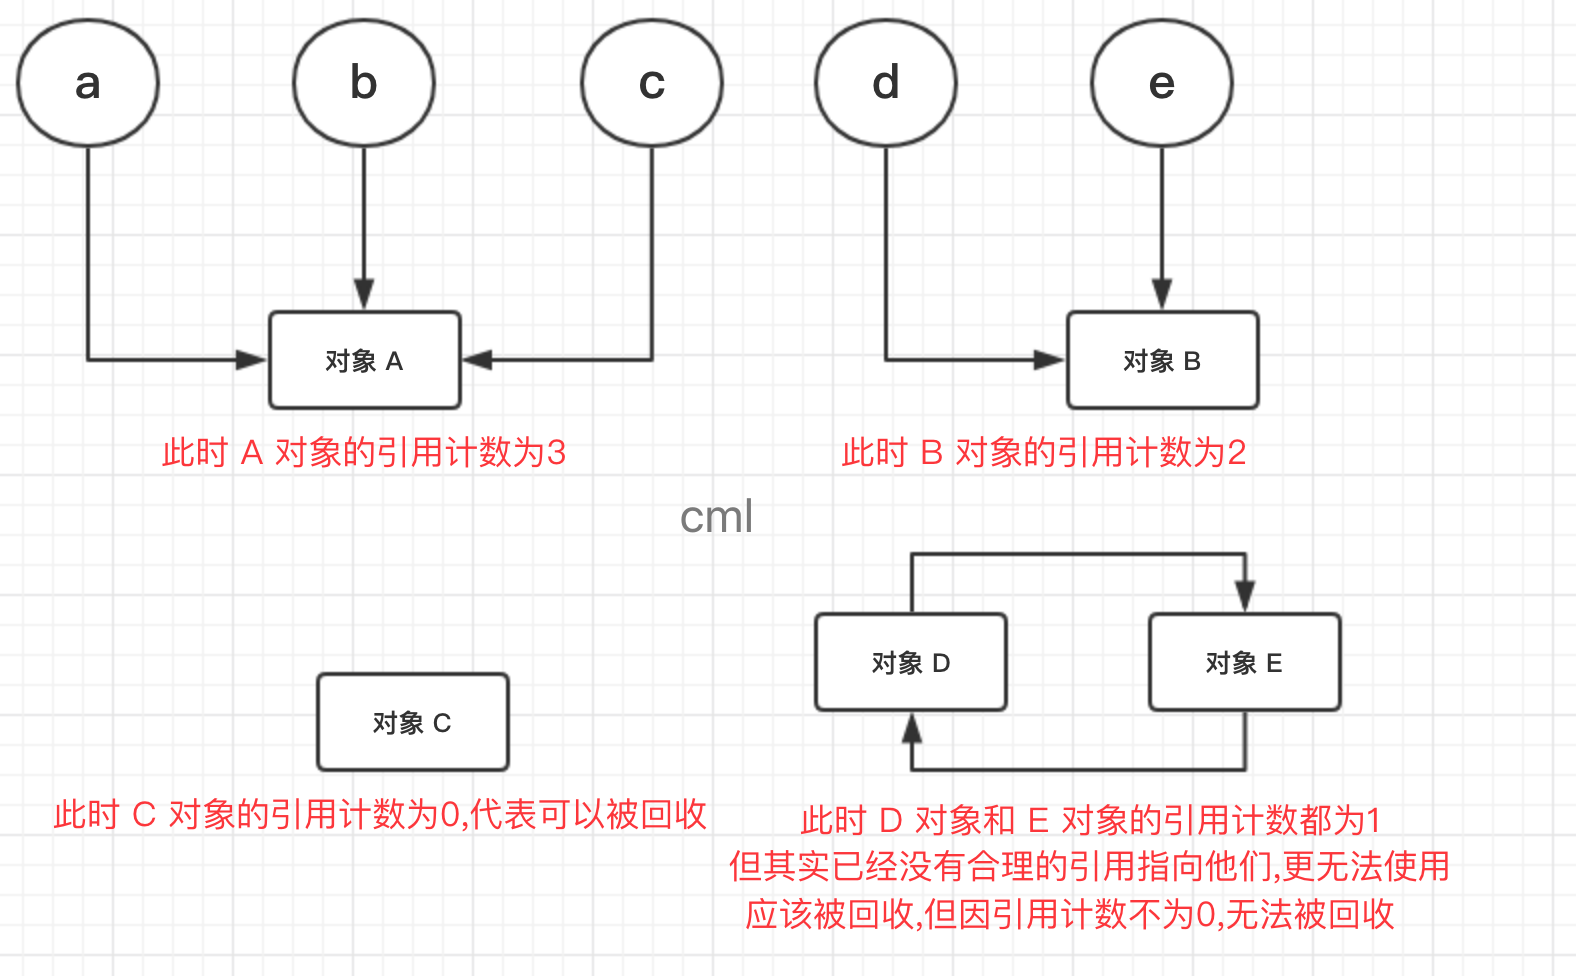 a
b
c
d
e
对象 A
对象 B
此时 A 对象的引用计数为3
此时 B 对象的引用计数为2
cml
对象 C
对象 D
对象 E
此时 C 对象的引用计数为0,代表可以被回收
此时 D 对象和 E 对象的引用计数都为1
但其实已经没有合理的引用指向他们,更无法使用
应该被回收,但因引用计数不为0,无法被回收